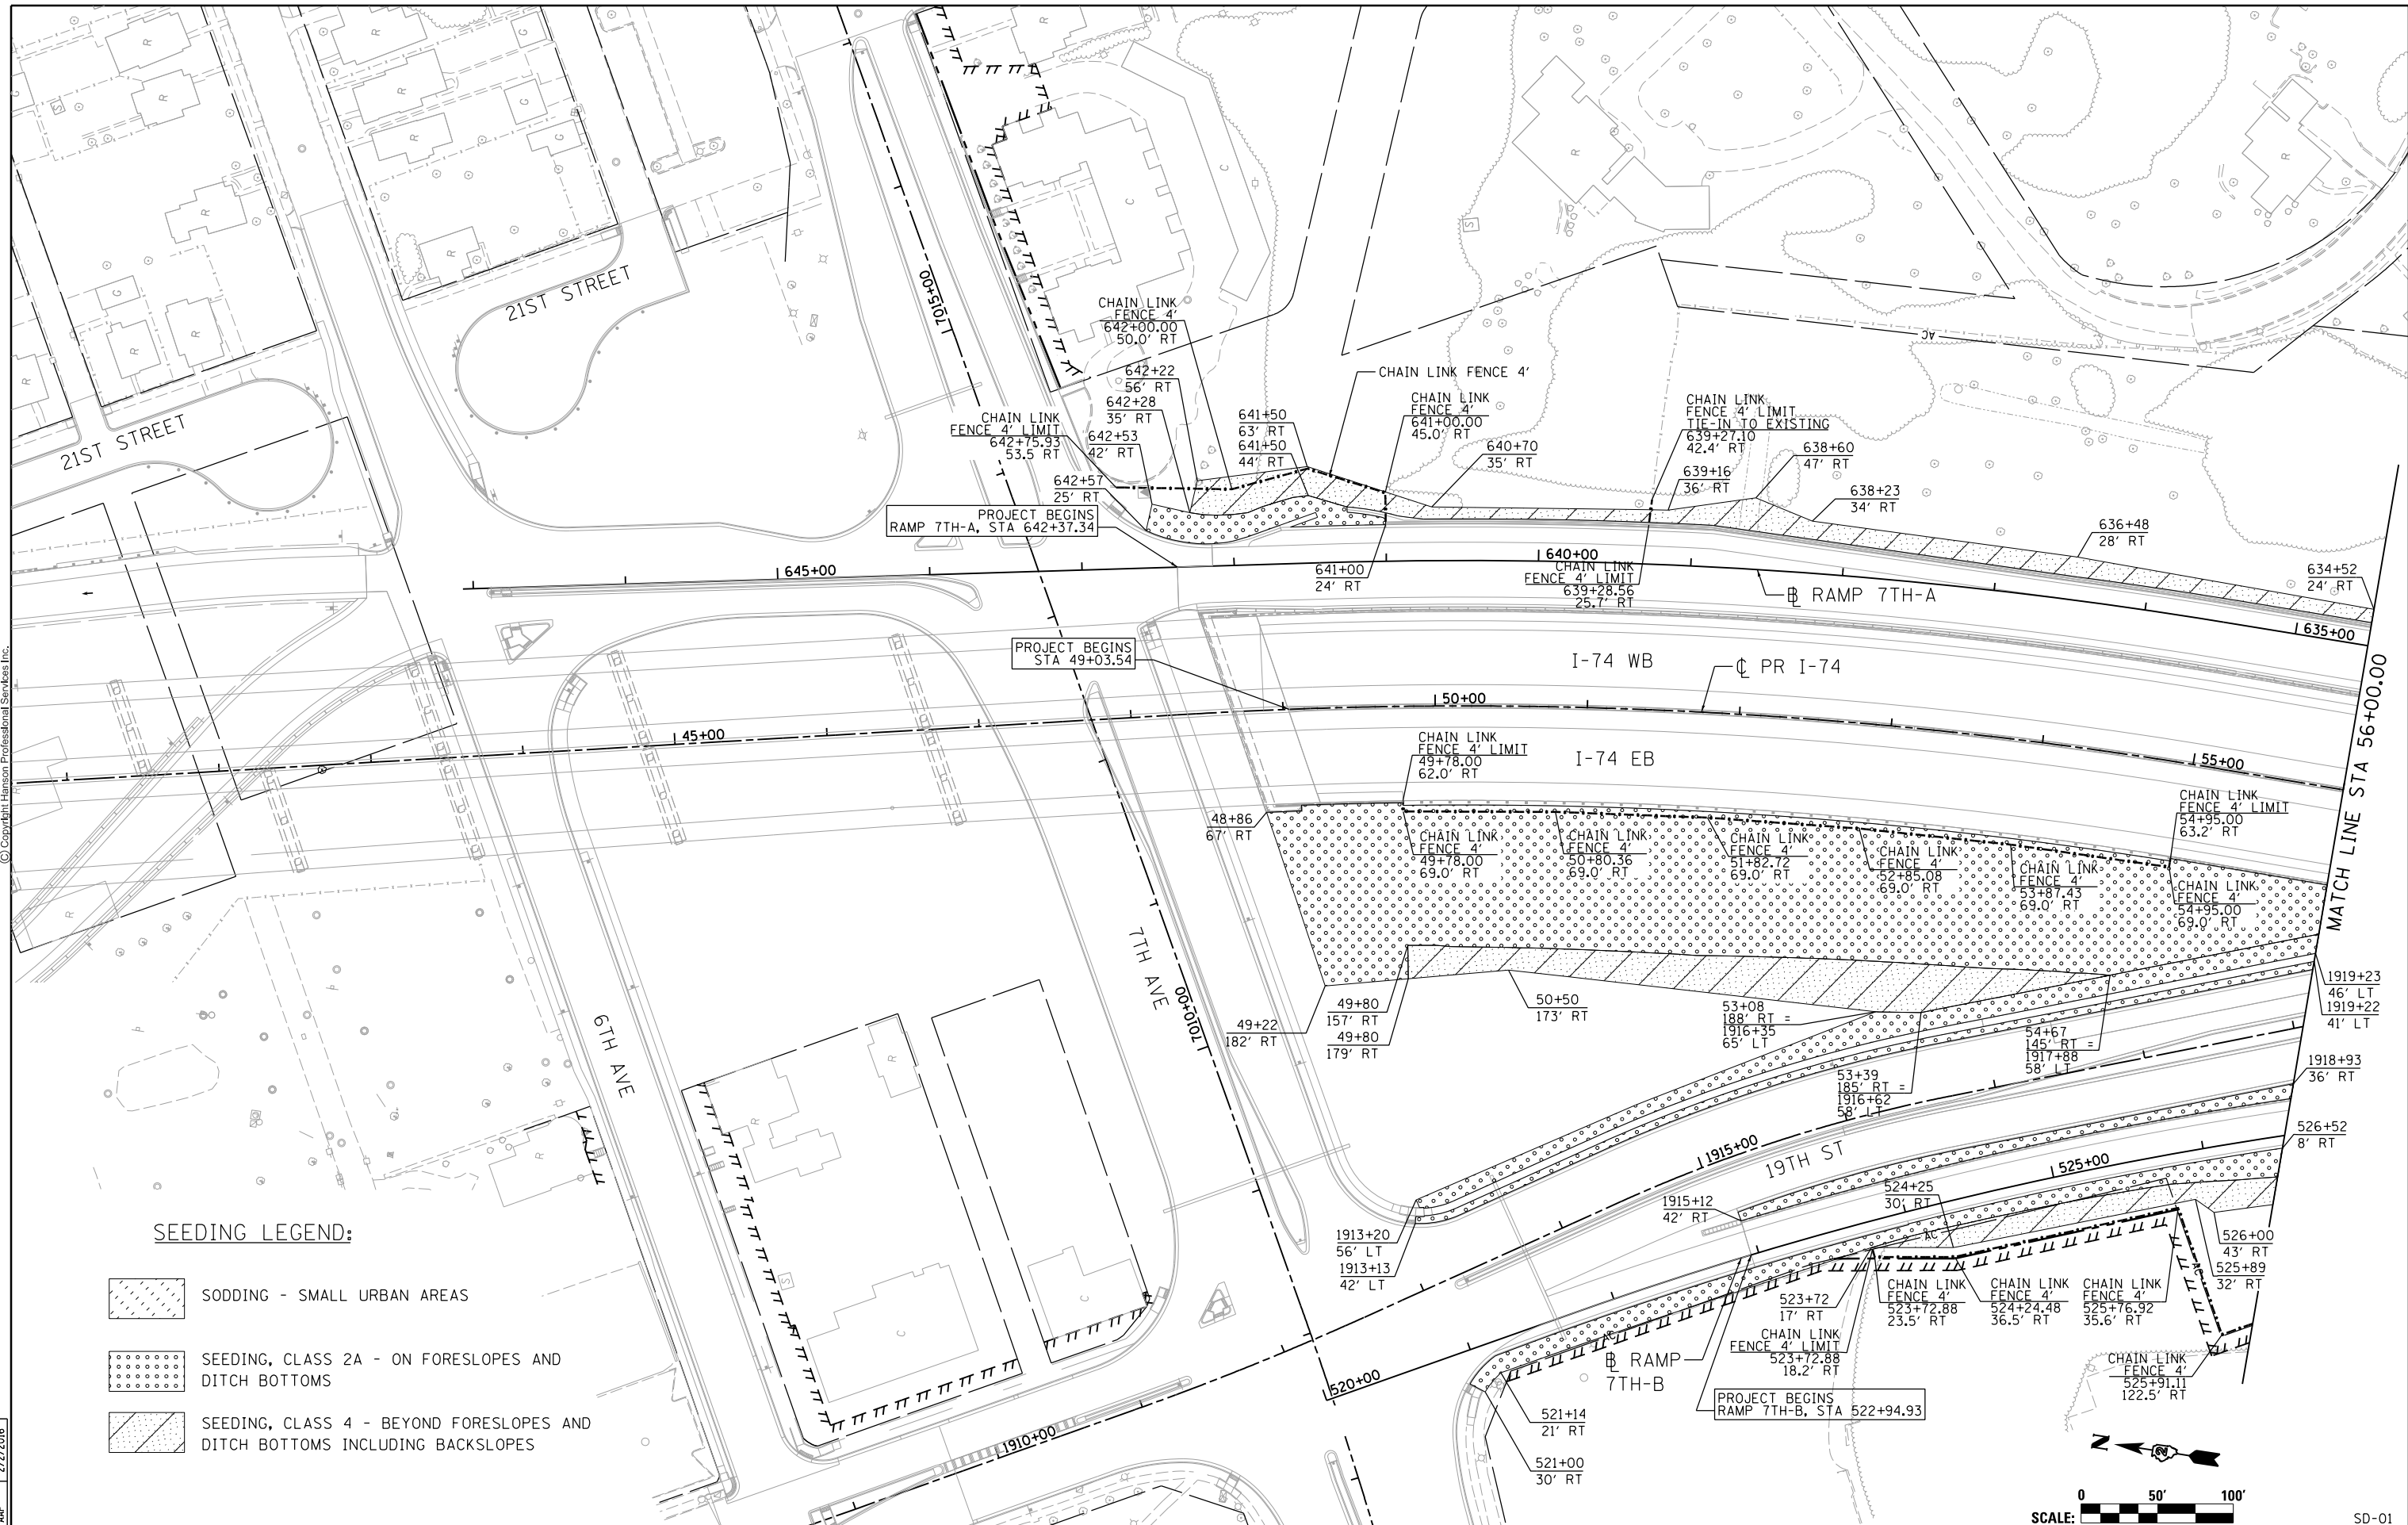 21ST STREET
21ST STREET
7015+00
CHAIN LINK
FENCE 4'
642+00.00
50.0' RT
642+22
56' RT
642+28
35' RT
CHAIN LINK
FENCE 4' LIMIT
642+75.93
53.5' RT
642+53
42' RT
642+57
25' RT
PROJECT BEGINS
RAMP 7TH-A, STA 642+37.34
641+50
63' RT
641+50
44' RT
CHAIN LINK FENCE 4'
CHAIN LINK
FENCE 4'
641+00.00
45.0' RT
640+70
35' RT
CHAIN LINK
FENCE 4' LIMIT
TIE-IN TO EXISTING
639+27.10
42.4' RT
639+16
36' RT
638+60
47' RT
638+23
34' RT
636+48
28' RT
634+52
24' RT
AC
645+00
641+00
24' RT
640+00
CHAIN LINK
FENCE 4' LIMIT
639+28.56
25.7' RT
BL RAMP 7TH-A
635+00
PROJECT BEGINS
STA 49+03.54
I-74 WB
CL PR I-74
45+00
50+00
55+00
MATCH LINE STA 56+00.00
I-74 EB
CHAIN LINK
FENCE 4' LIMIT
49+78.00
62.0' RT
48+86
67' RT
CHAIN LINK
FENCE 4'
49+78.00
69.0' RT
CHAIN LINK
FENCE 4'
50+80.36
69.0' RT
CHAIN LINK
FENCE 4'
51+82.72
69.0' RT
CHAIN LINK
FENCE 4'
52+85.08
69.0' RT
CHAIN LINK
FENCE 4'
53+87.43
69.0' RT
CHAIN LINK
FENCE 4' LIMIT
54+95.00
63.2' RT
CHAIN LINK
FENCE 4'
54+95.00
69.0' RT
7TH AVE
7010+00
6TH AVE
49+22
182' RT
49+80
157' RT
49+80
179' RT
50+50
173' RT
53+08
188' RT =
1916+35
65' LT
53+39
185' RT =
1916+62
58' LT
54+67
145' RT =
1917+88
58' LT
1919+23
46' LT
1919+22
41' LT
1918+93
36' RT
526+52
8' RT
1915+00
19TH ST
525+00
1915+12
42' RT
524+25
30' RT
AC
1913+20
56' LT
1913+13
42' LT
526+00
43' RT
525+89
32' RT
AC
523+72
17' RT
CHAIN LINK
FENCE 4'
523+72.88
23.5' RT
CHAIN LINK
FENCE 4'
524+24.48
36.5' RT
CHAIN LINK
FENCE 4'
525+76.92
35.6' RT
CHAIN LINK
FENCE 4' LIMIT
523+72.88
18.2' RT
CHAIN LINK
FENCE 4'
525+91.11
122.5' RT
AC
BL RAMP
7TH-B
PROJECT BEGINS
RAMP 7TH-B, STA 522+94.93
520+00
521+14
21' RT
521+00
30' RT
1910+00
SEEDING LEGEND:
SODDING - SMALL URBAN AREAS
SEEDING, CLASS 2A - ON FORESLOPES AND
DITCH BOTTOMS
SEEDING, CLASS 4 - BEYOND FORESLOPES AND
DITCH BOTTOMS INCLUDING BACKSLOPES
N
0 50' 100'
SCALE:
SD-01
© Copyright Hanson Professional Services Inc.
2/2/2016